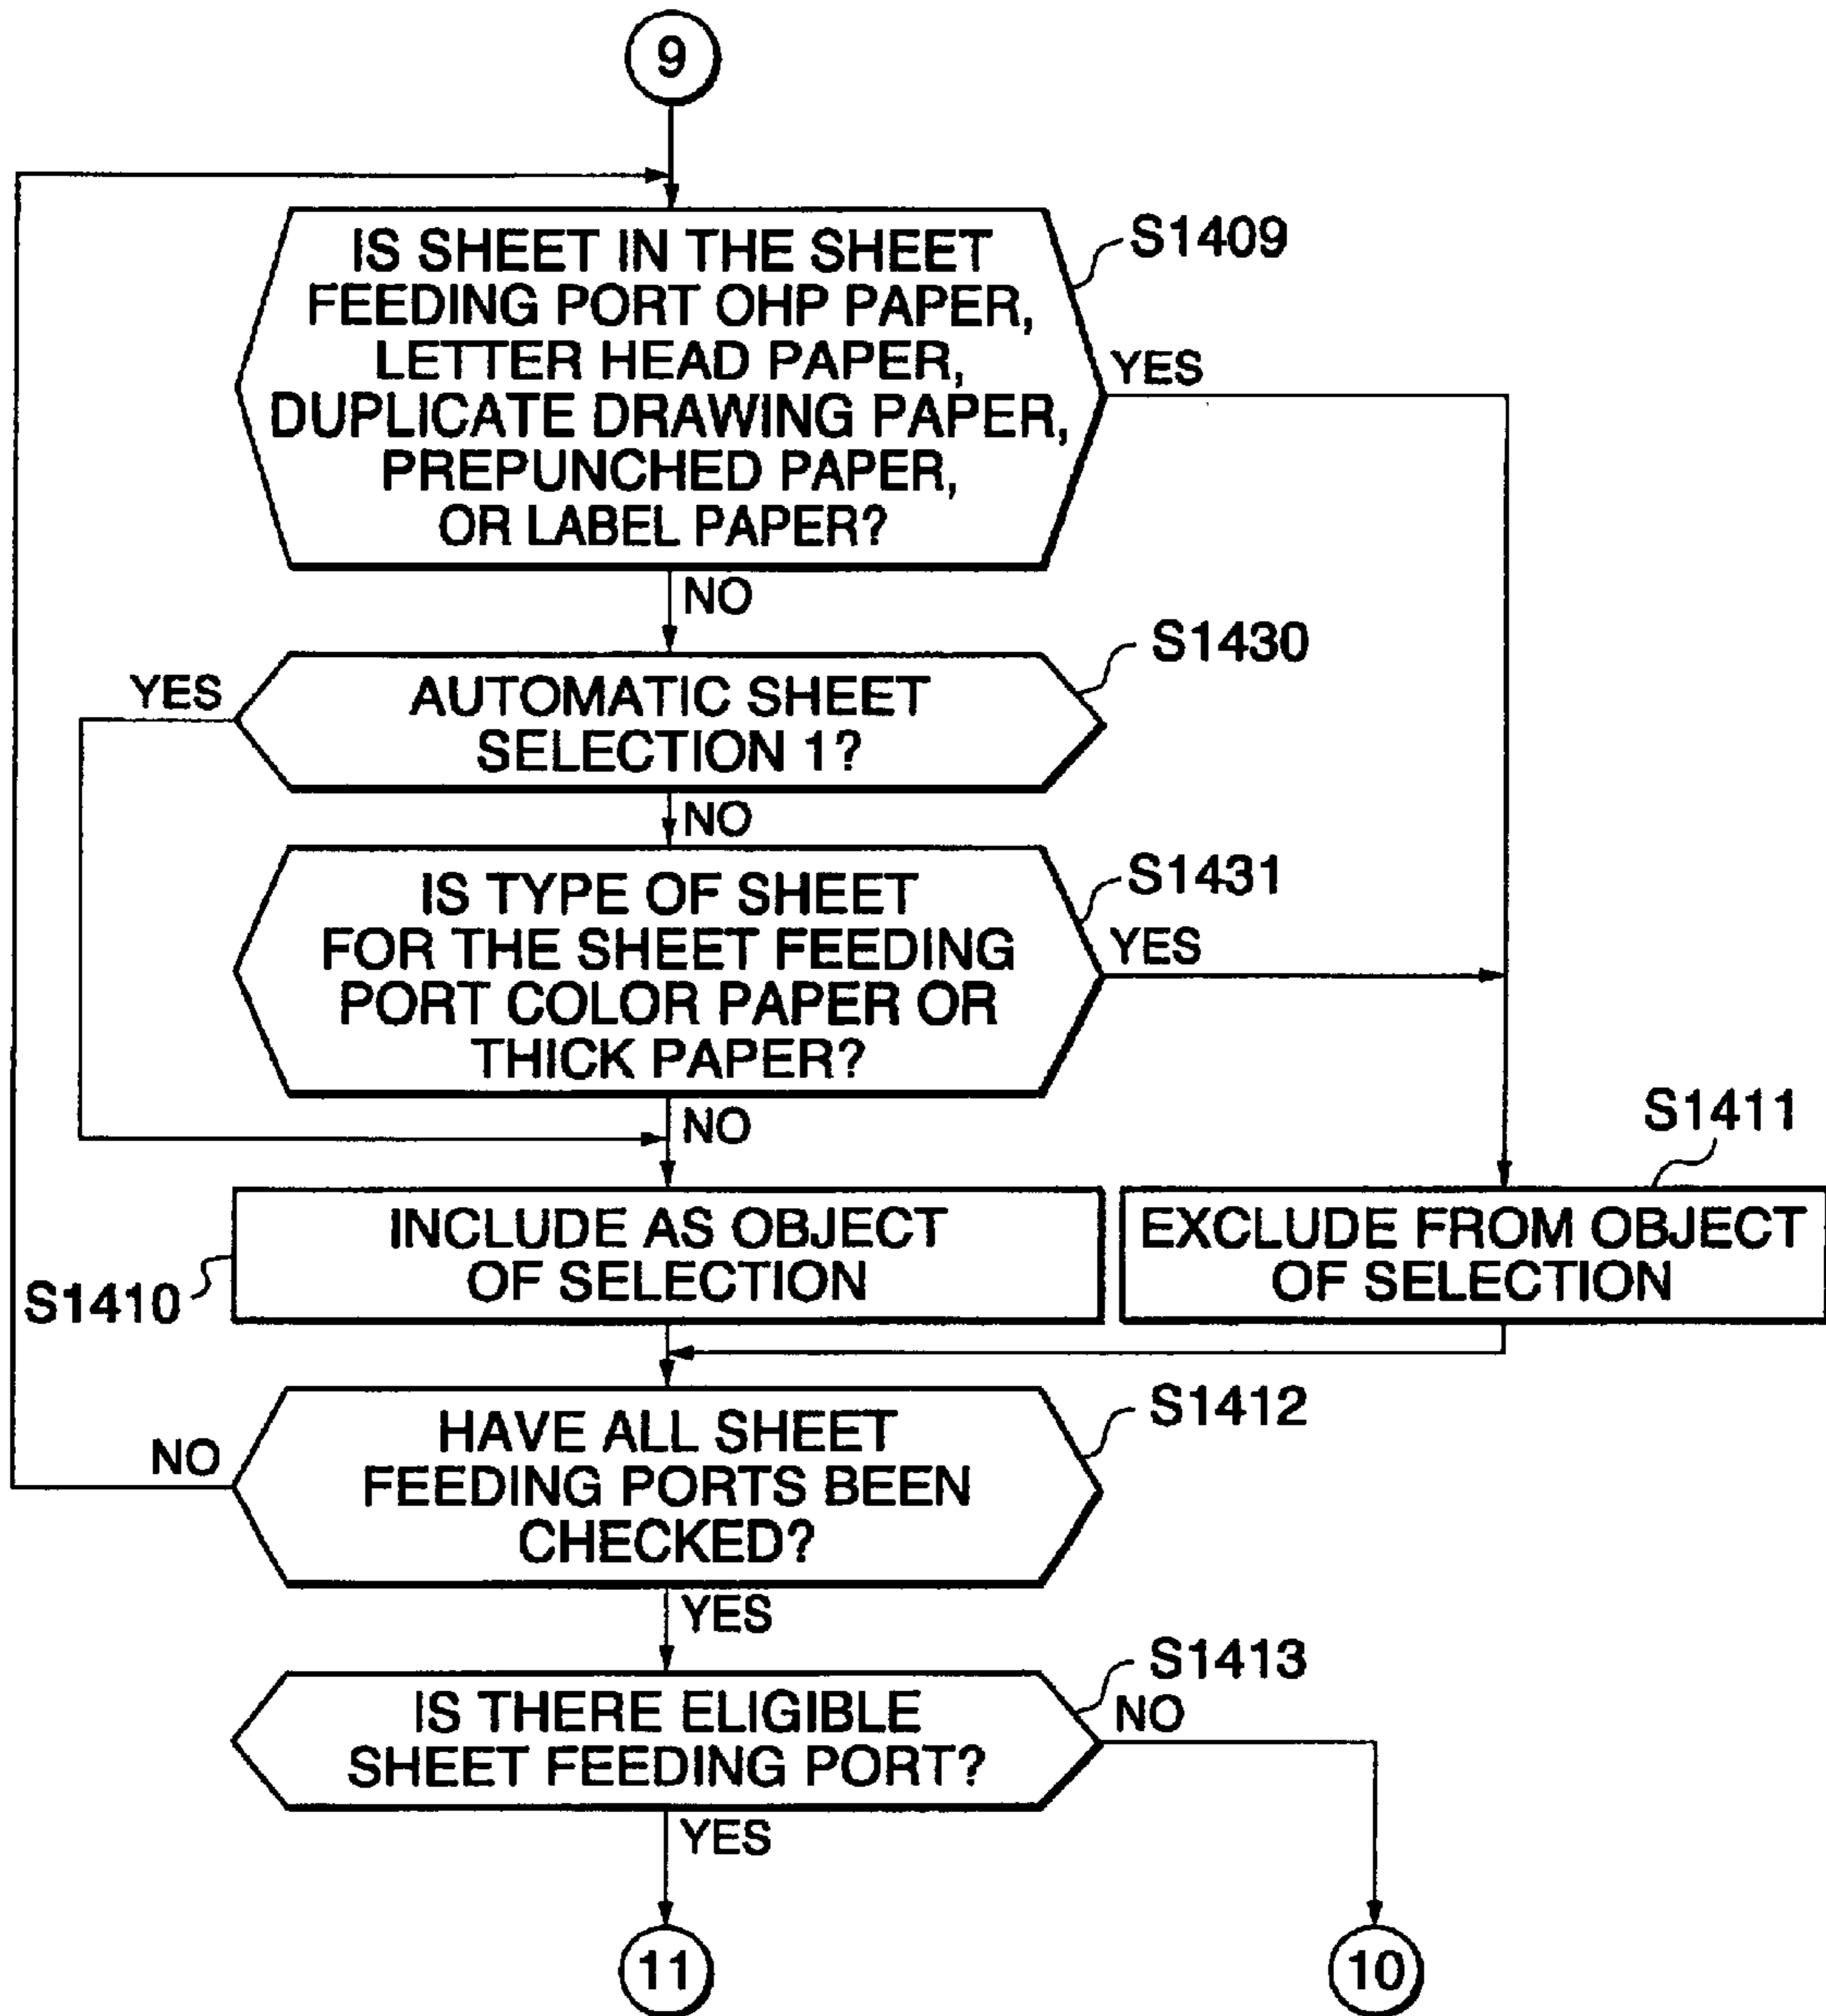 9
IS SHEET IN THE SHEET
FEEDING PORT OHP PAPER,
LETTER HEAD PAPER,
DUPLICATE DRAWING PAPER,
PREPUNCHED PAPER,
OR LABEL PAPER?
S1409
YES
NO
AUTOMATIC SHEET
SELECTION 1?
S1430
YES
NO
IS TYPE OF SHEET
FOR THE SHEET FEEDING
PORT COLOR PAPER OR
THICK PAPER?
S1431
YES
NO
INCLUDE AS OBJECT
OF SELECTION
S1410
S1411
EXCLUDE FROM OBJECT
OF SELECTION
HAVE ALL SHEET
FEEDING PORTS BEEN
CHECKED?
S1412
NO
YES
IS THERE ELIGIBLE
SHEET FEEDING PORT?
S1413
NO
YES
11
10